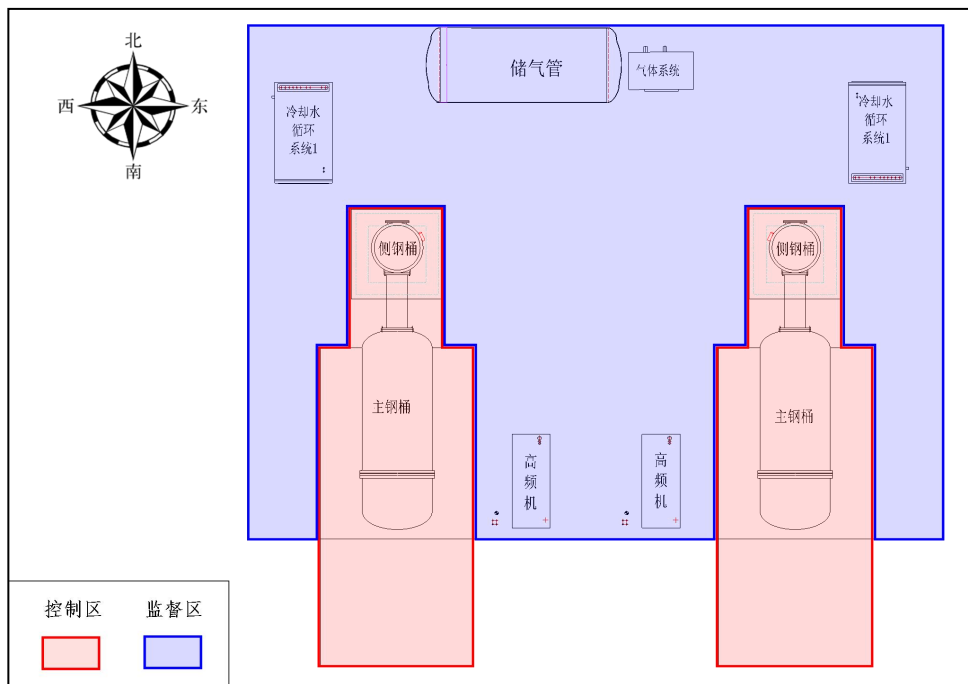 北
西
东
南
储气管
气体系统
冷却水
循环
系统1
冷却水
循环
系统1
侧钢桶
侧钢桶
主钢桶
主钢桶
高
频
机
高
频
机
控制区
监督区